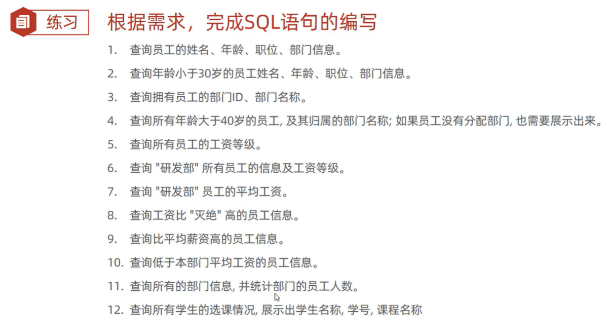 练习
根据需求，完成SQL语句的编写
1. 查询员工的姓名、年龄、职位、部门信息。
2. 查询年龄小于30岁的员工姓名、年龄、职位、部门信息。
3. 查询拥有员工的部门ID、部门名称。
4. 查询所有年龄大于40岁的员工, 及其归属的部门名称; 如果员工没有分配部门, 也需要展示出来。
5. 查询所有员工的工资等级。
6. 查询 "研发部" 所有员工的信息及工资等级。
7. 查询 "研发部" 员工的平均工资。
8. 查询工资比 "灭绝" 高的员工信息。
9. 查询比平均薪资高的员工信息。
10. 查询低于本部门平均工资的员工信息。
11. 查询所有的部门信息, 并统计部门的员工人数。
12. 查询所有学生的选课情况, 展示出学生名称, 学号, 课程名称